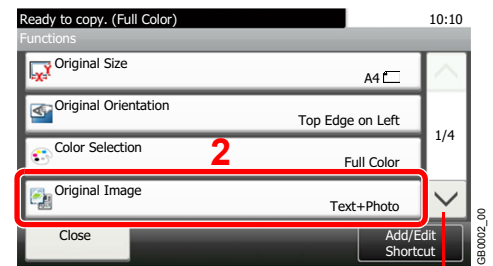 Ready to copy. (Full Color)
10:10
Functions
Original Size
A4
Original Orientation
Top Edge on Left
1/4
Color Selection
2
Full Color
Original Image
Text+Photo
Close
Add/Edit
Shortcut
GB0002_00